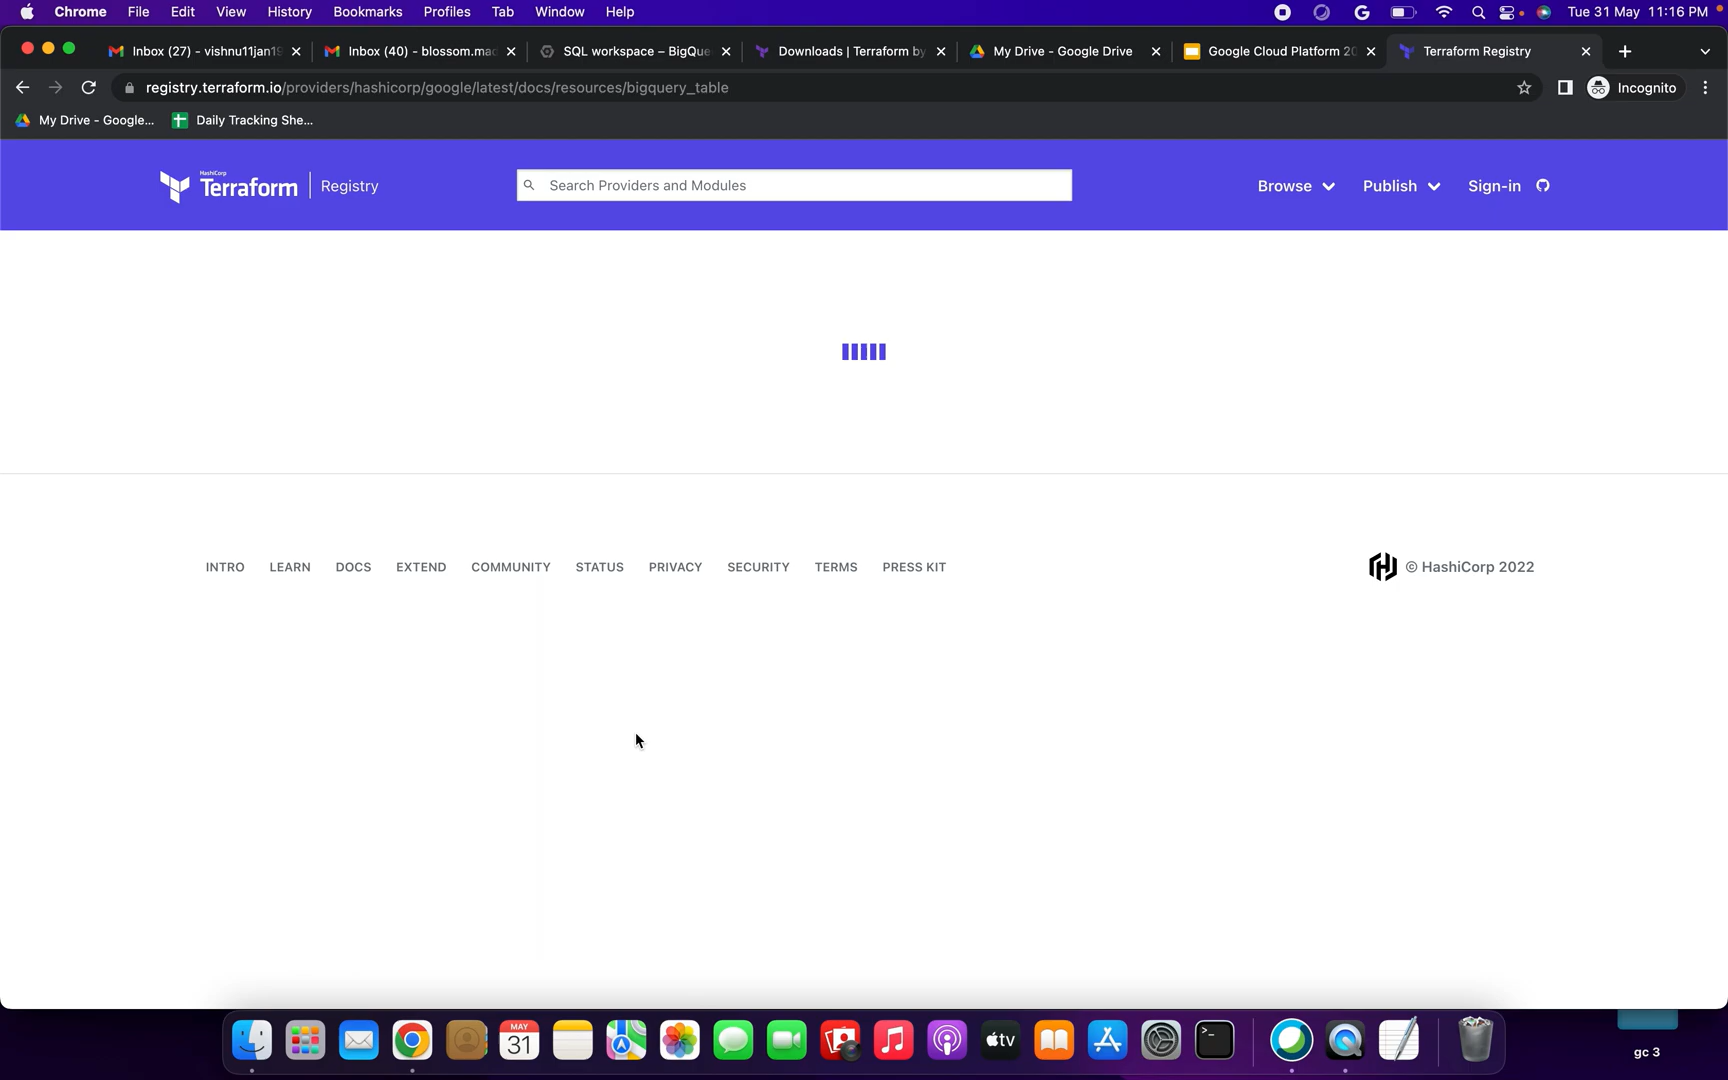 Chrome File Edit View History Bookmarks Profiles Tab Window Help Tue 31 May 11:16 PM
Inbox (27) - vishnu11jan19 Inbox (40) - blossom.mad SQL workspace – BigQue Downloads | Terraform by My Drive - Google Drive Google Cloud Platform 20 Terraform Registry
registry.terraform.io/providers/hashicorp/google/latest/docs/resources/bigquery_table Incognito
My Drive - Google... Daily Tracking She...
HashiCorp
Terraform Registry Search Providers and Modules Browse Publish Sign-in
INTRO LEARN DOCS EXTEND COMMUNITY STATUS PRIVACY SECURITY TERMS PRESS KIT © HashiCorp 2022
MAY
31 tv
gc 3